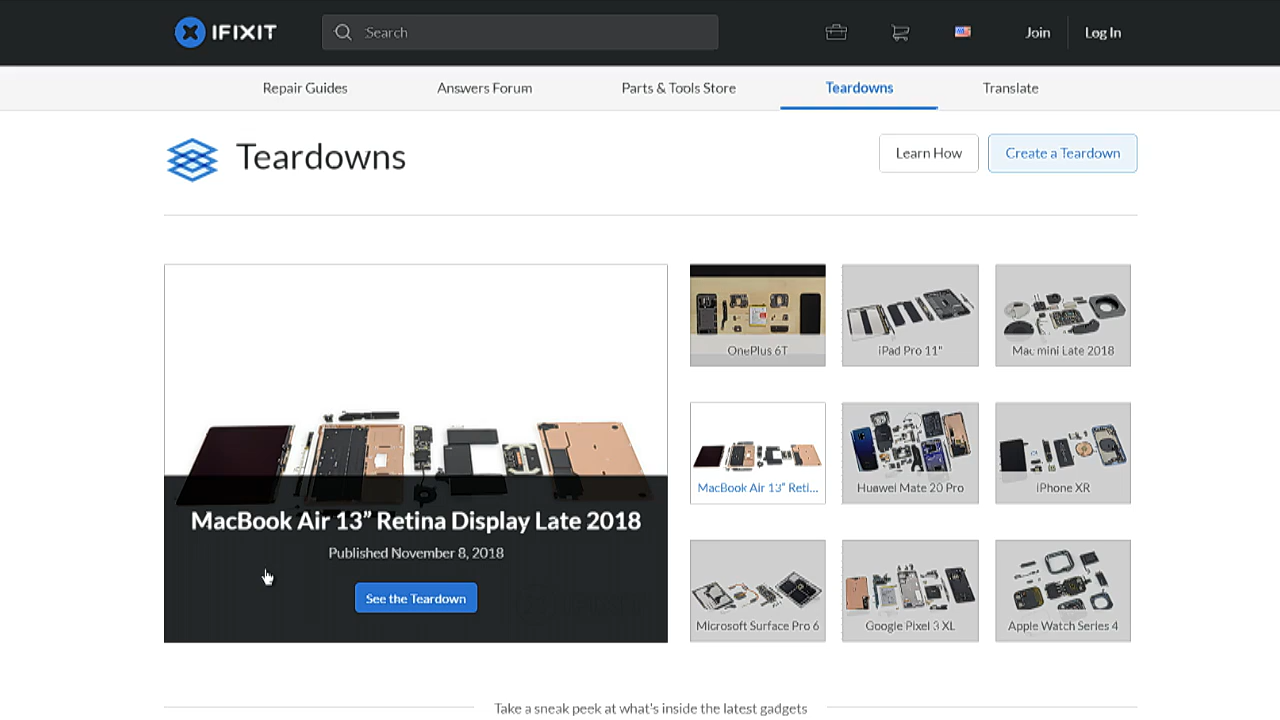 IFIXIT
Search
Join
Log In
Repair Guides
Answers Forum
Parts & Tools Store
Teardowns
Translate
Teardowns
Learn How
Create a Teardown
MacBook Air 13” Retina Display Late 2018
Published November 8, 2018
See the Teardown
OnePlus 6T
iPad Pro 11"
Mac mini Late 2018
MacBook Air 13" Reti...
Huawei Mate 20 Pro
iPhone XR
Microsoft Surface Pro 6
Google Pixel 3 XL
Apple Watch Series 4
Take a sneak peek at what's inside the latest gadgets